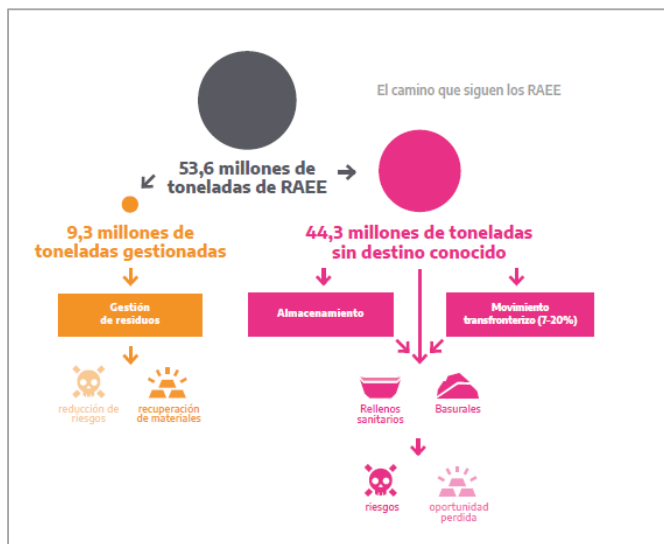 El camino que siguen los RAEE
53,6 millones de
toneladas de RAEE
9,3 millones de
toneladas gestionadas
44,3 millones de toneladas
sin destino conocido
Gestión
de residuos
Almacenamiento
Movimiento
transfronterizo (7-20%)
reducción de
riesgos
recuperación
de materiales
Rellenos
sanitarios
Basurales
riesgos
oportunidad
perdida